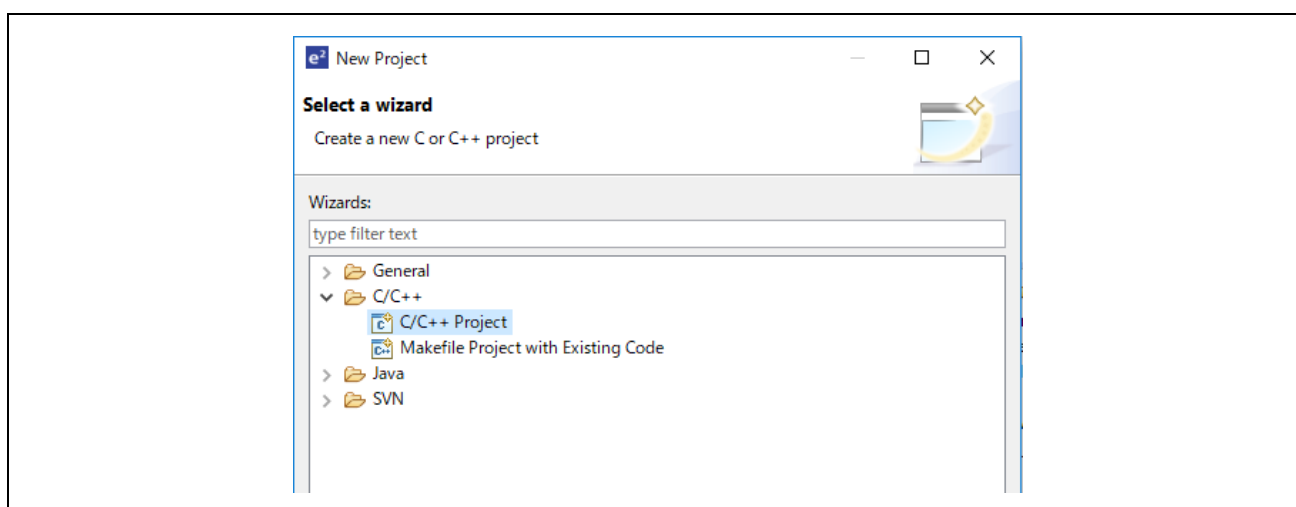 e² New Project
Select a wizard
Create a new C or C++ project
Wizards:
type filter text
General
C/C++
C/C++ Project
Makefile Project with Existing Code
Java
SVN